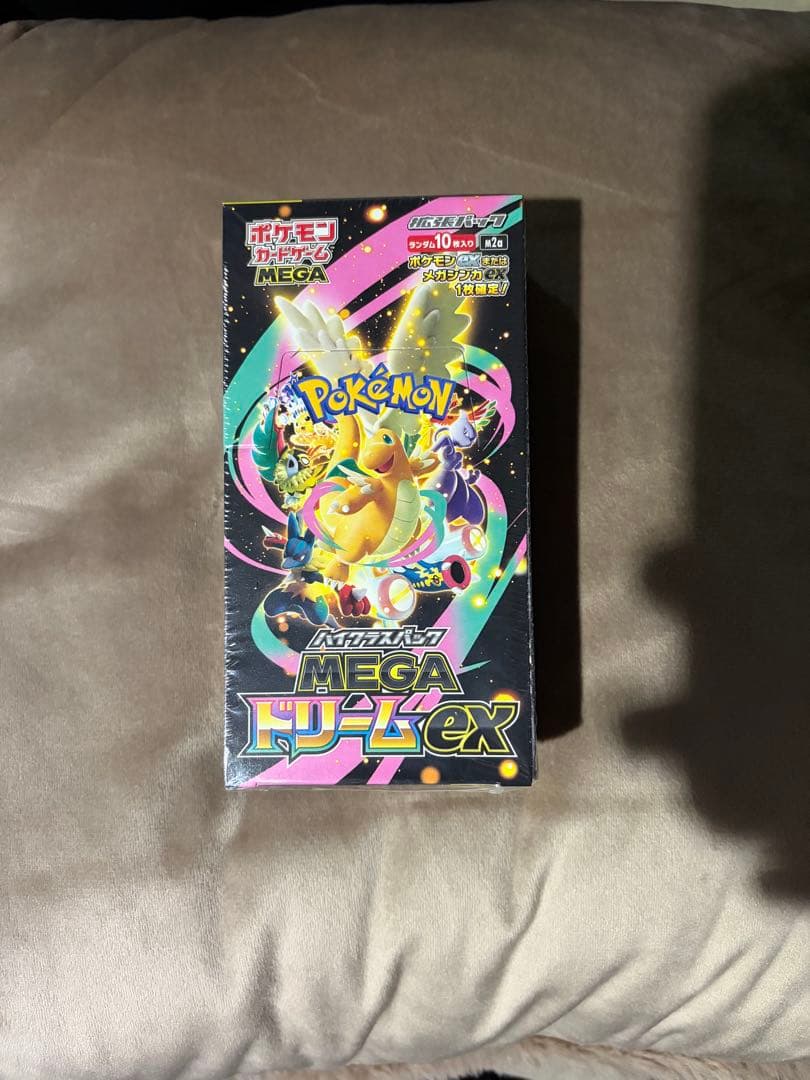 ポケモン
カードゲーム
MEGA
拡張パック
ランダム10枚入り M2a
ポケモンexまたは
メガシンカex
1枚確定!
POKéMON
ハイクラスパック
MEGA
ドリームex